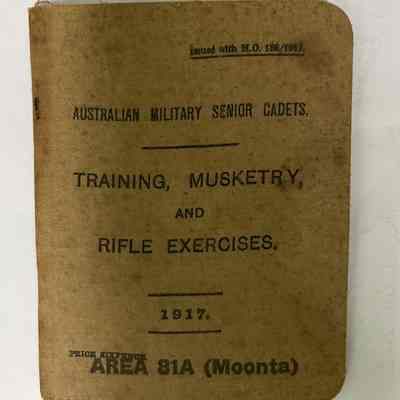 Issued with M.O. 186/1917.
AUSTRALIAN MILITARY SENIOR CADETS.
TRAINING, MUSKETRY,
AND
RIFLE EXERCISES.
1917.
PRICE SIXPENCE
AREA 81A (Moonta)